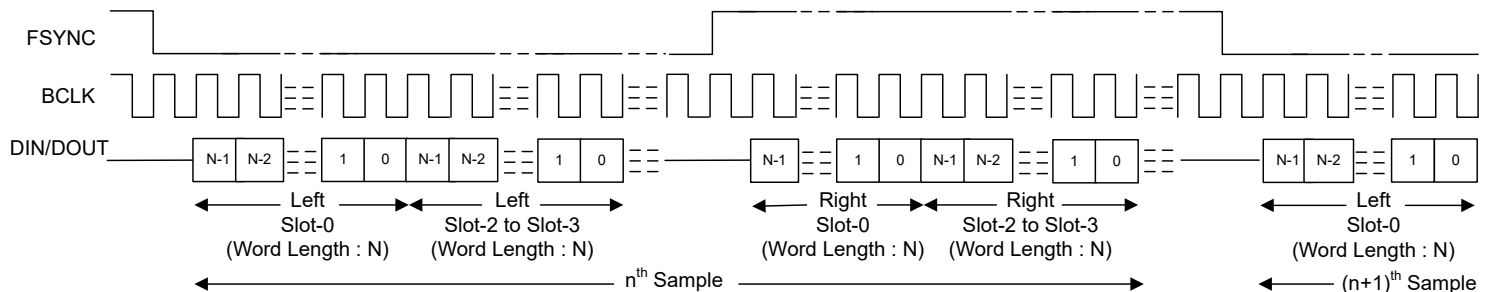 FSYNC
BCLK
DIN/DOUT
N-1 N-2 1 0 N-1 N-2 1 0 N-1 1 0 N-1 N-2 1 0 N-1 N-2 1 0
Left Left Right Right Left
Slot-0 Slot-2 to Slot-3 Slot-0 Slot-2 to Slot-3 Slot-0
(Word Length : N) (Word Length : N) (Word Length : N) (Word Length : N) (Word Length : N)
nth Sample (n+1)th Sample